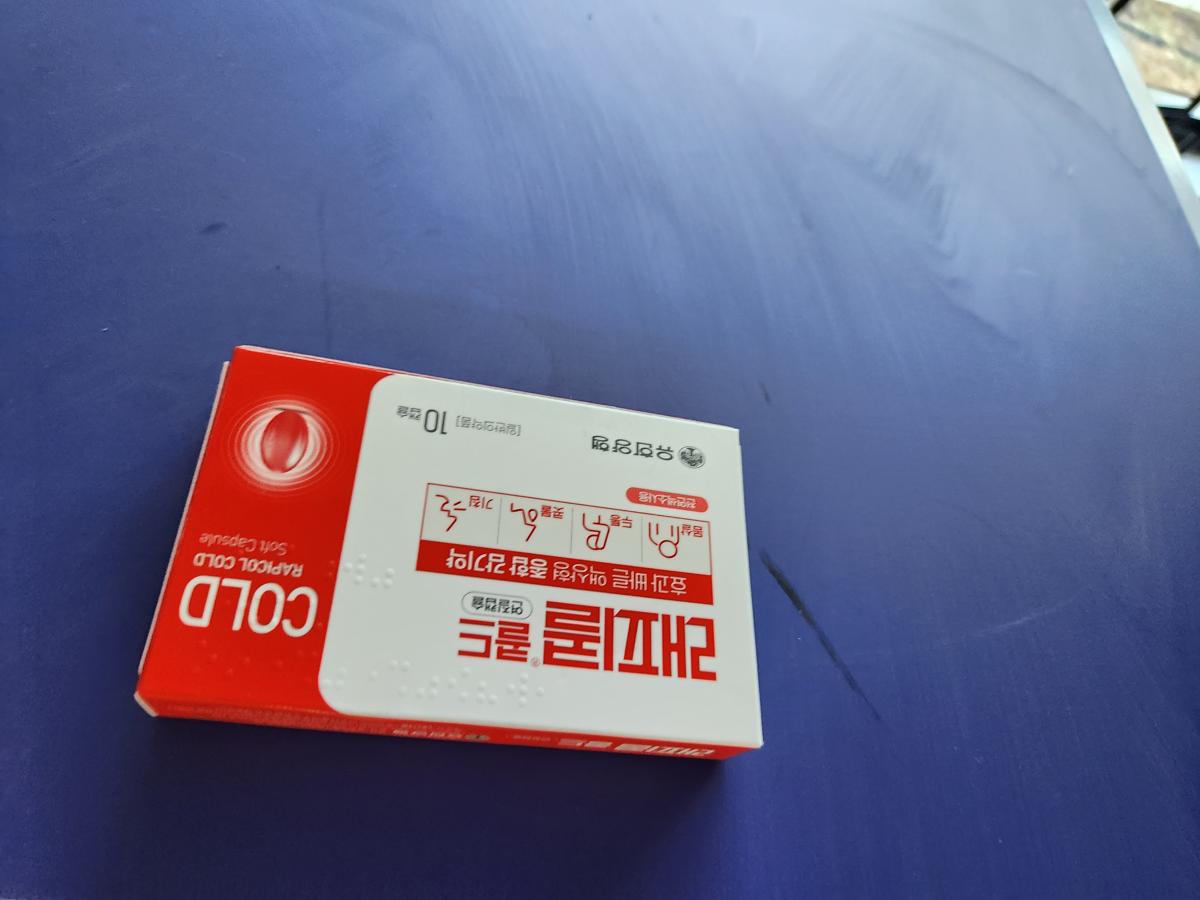 래피콜® 콜드
연질캡슐
효과 빠른 액상형 종합 감기약
몸살 두통 콧물 기침
천연색소사용
유한양행
[일반의약품] 10캡슐
COLD
RAPICOL COLD
Soft Capsule